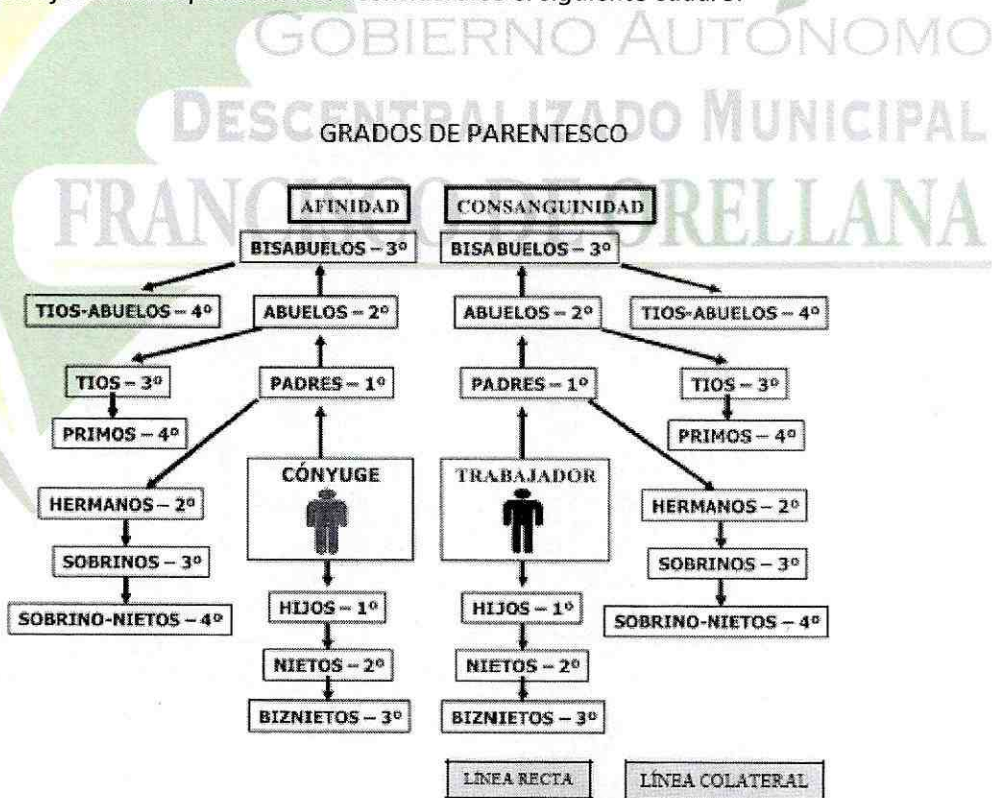 GOBIERNO AUTÓNOMO
DESCENTRALIZADO MUNICIPAL
FRANCISCO DE ORELLANA
GRADOS DE PARENTESCO
AFINIDAD CONSANGUINIDAD
BISABUELOS – 3º BISABUELOS – 3º
TIOS-ABUELOS – 4º ABUELOS – 2º ABUELOS – 2º TIOS-ABUELOS – 4º
TIOS – 3º PADRES – 1º PADRES – 1º TIOS – 3º
PRIMOS – 4º PRIMOS – 4º
CÓNYUGE TRABAJADOR
HERMANOS – 2º HERMANOS – 2º
SOBRINOS – 3º SOBRINOS – 3º
HIJOS – 1º HIJOS – 1º
SOBRINO-NIETOS – 4º SOBRINO-NIETOS – 4º
NIETOS – 2º NIETOS – 2º
BIZNIETOS – 3º BIZNIETOS – 3º
LÍNEA RECTA LÍNEA COLATERAL